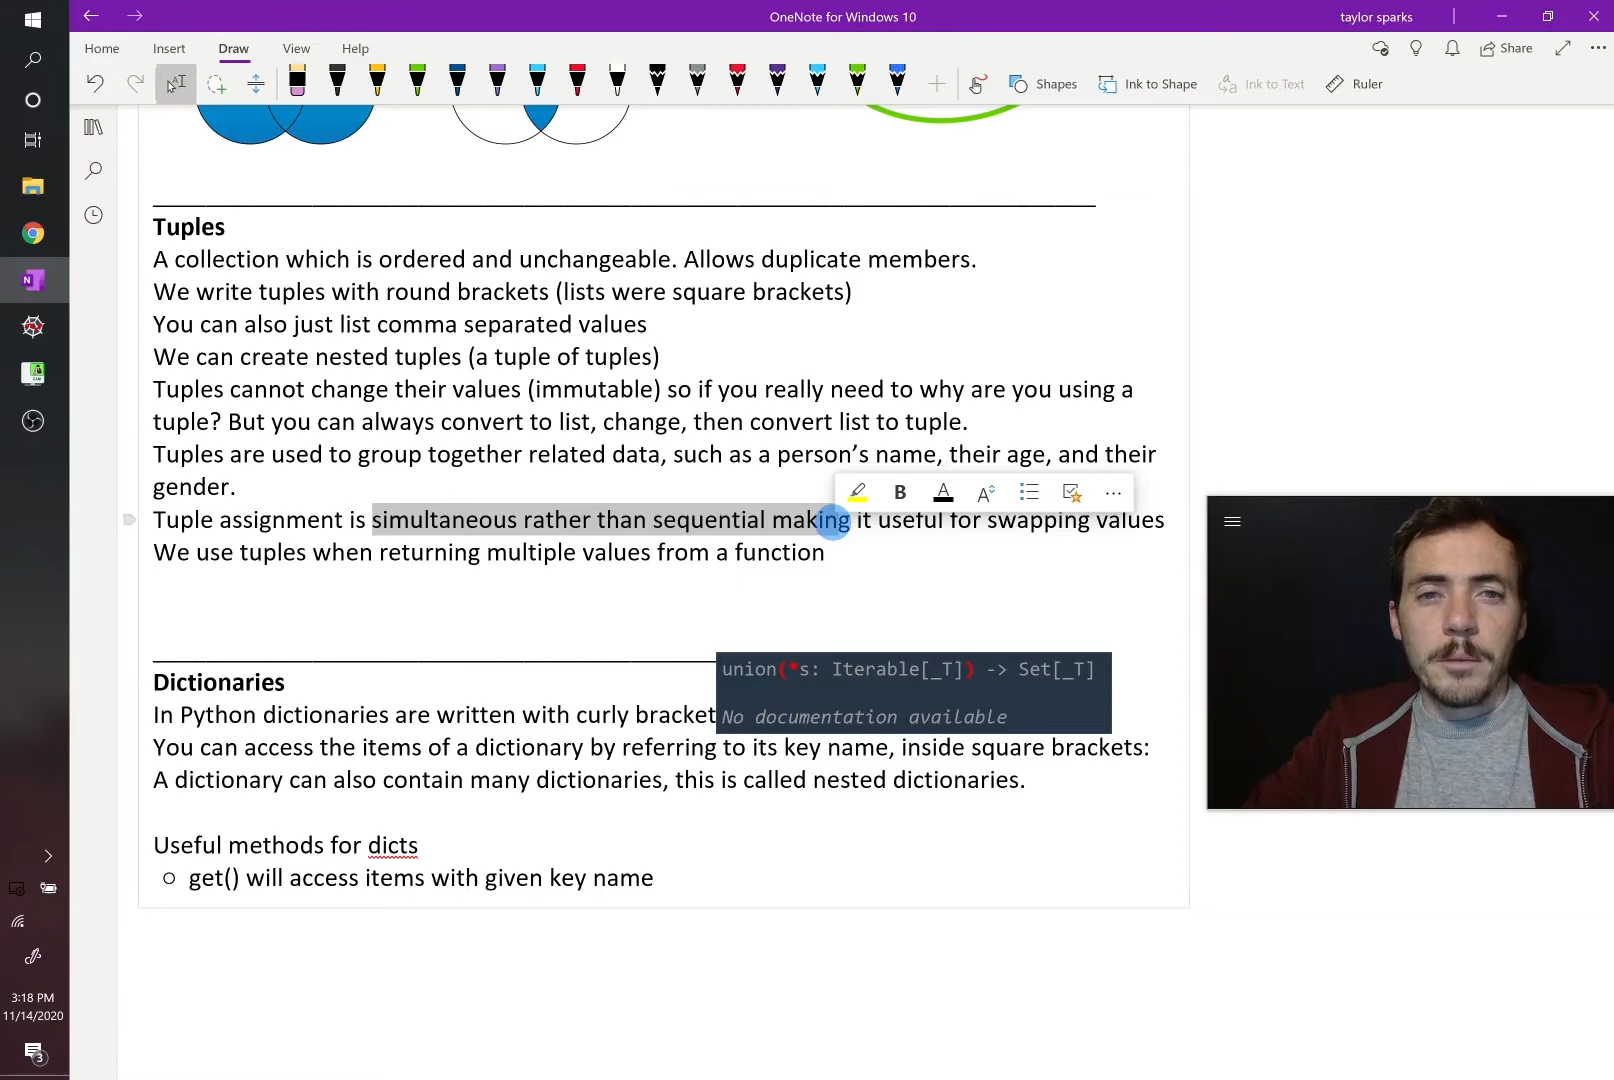 OneNote for Windows 10
taylor sparks
Home Insert Draw View Help
Share
Shapes Ink to Shape Ink to Text Ruler
Tuples
A collection which is ordered and unchangeable. Allows duplicate members.
We write tuples with round brackets (lists were square brackets)
You can also just list comma separated values
We can create nested tuples (a tuple of tuples)
Tuples cannot change their values (immutable) so if you really need to why are you using a
tuple? But you can always convert to list, change, then convert list to tuple.
Tuples are used to group together related data, such as a person’s name, their age, and their
gender.
B A A
Tuple assignment is simultaneous rather than sequential making it useful for swapping values
We use tuples when returning multiple values from a function
union(*s: Iterable[_T]) -> Set[_T]
No documentation available
Dictionaries
In Python dictionaries are written with curly bracket
You can access the items of a dictionary by referring to its key name, inside square brackets:
A dictionary can also contain many dictionaries, this is called nested dictionaries.
Useful methods for dicts
get() will access items with given key name
3:18 PM
11/14/2020
3